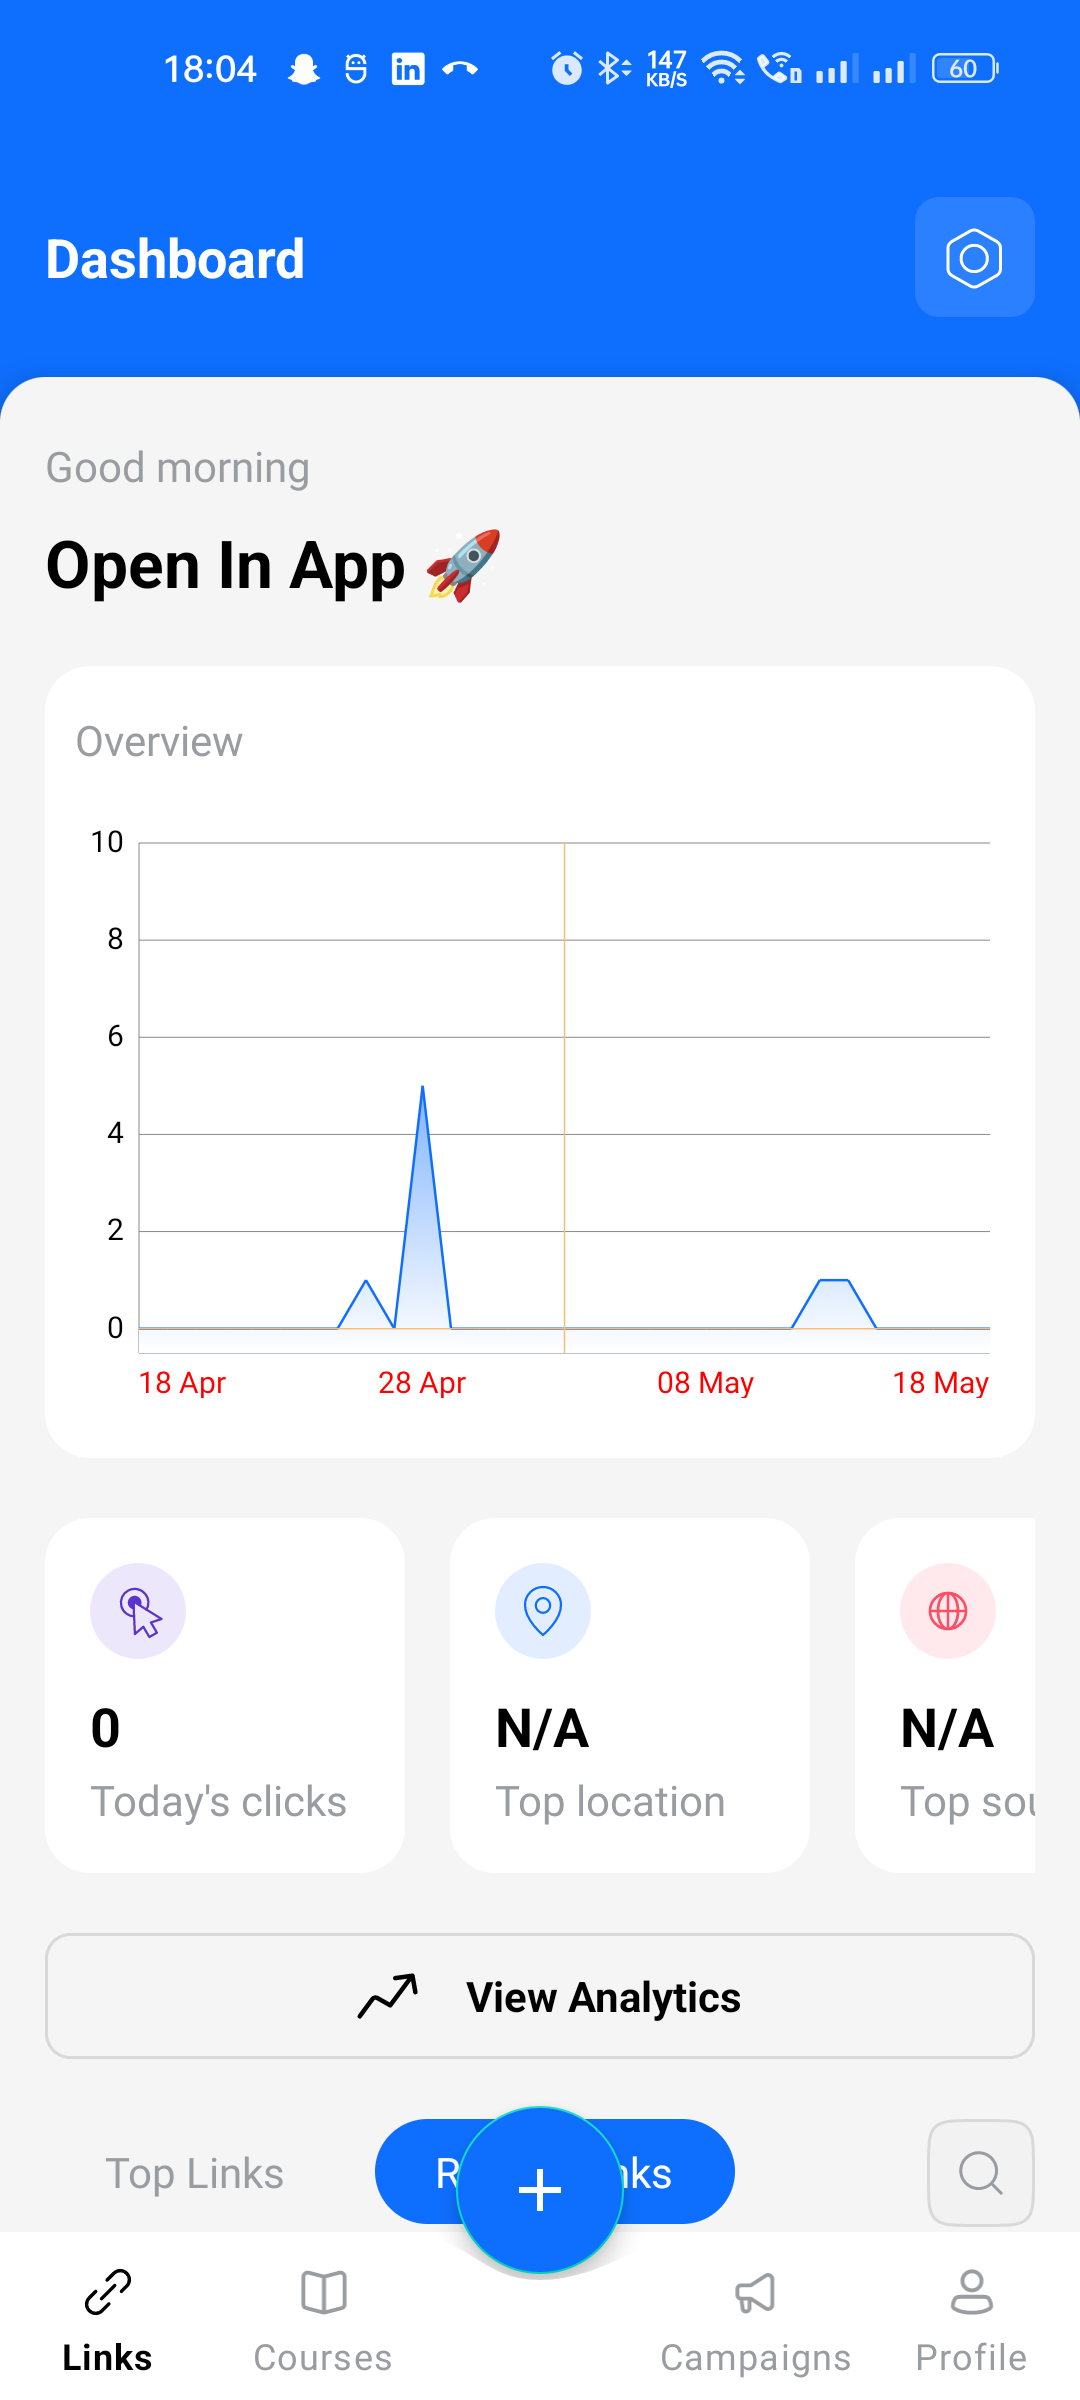 18:04 in 147 KB/S 60
Dashboard
Good morning
Open In App 🚀
Overview
10
8
6
4
2
0
18 Apr 28 Apr 08 May 18 May
0 N/A N/A
Today's clicks Top location Top sou
View Analytics
Top Links R nks
+
Links Courses Campaigns Profile